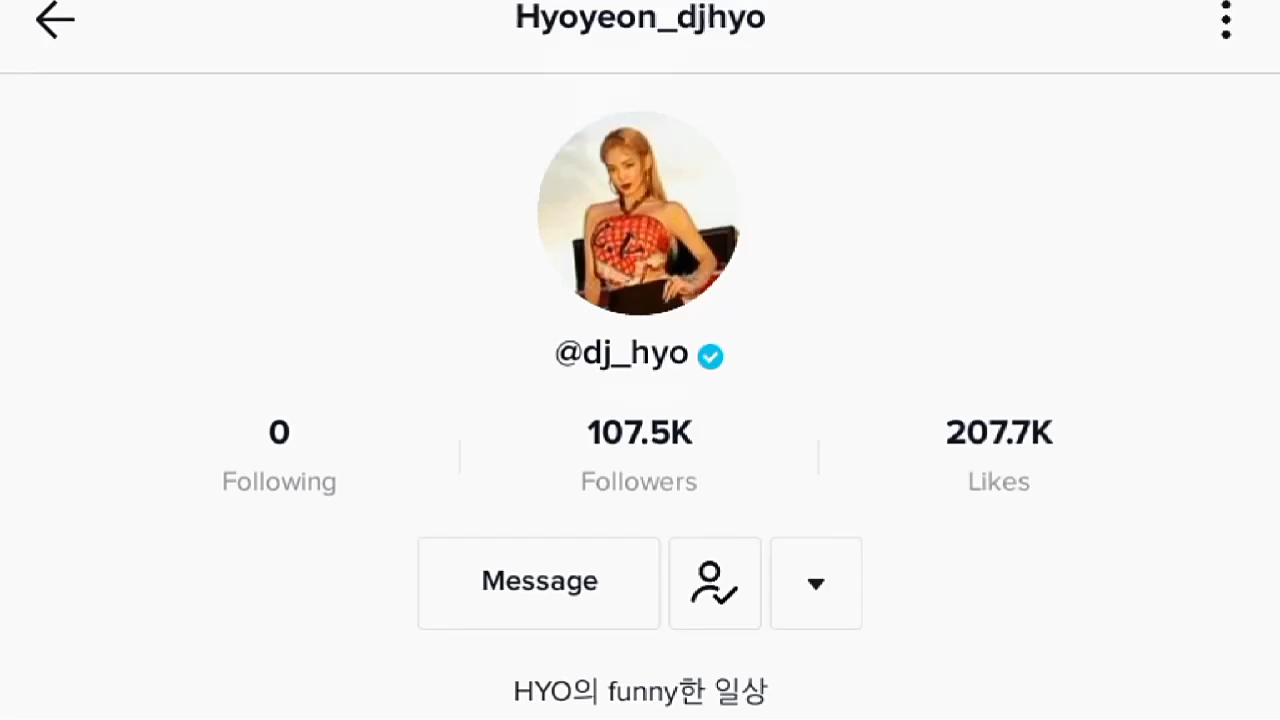 Hyoyeon_djhyo
@dj_hyo
0 107.5K 207.7K
Following Followers Likes
Message
HYO의 funny한 일상